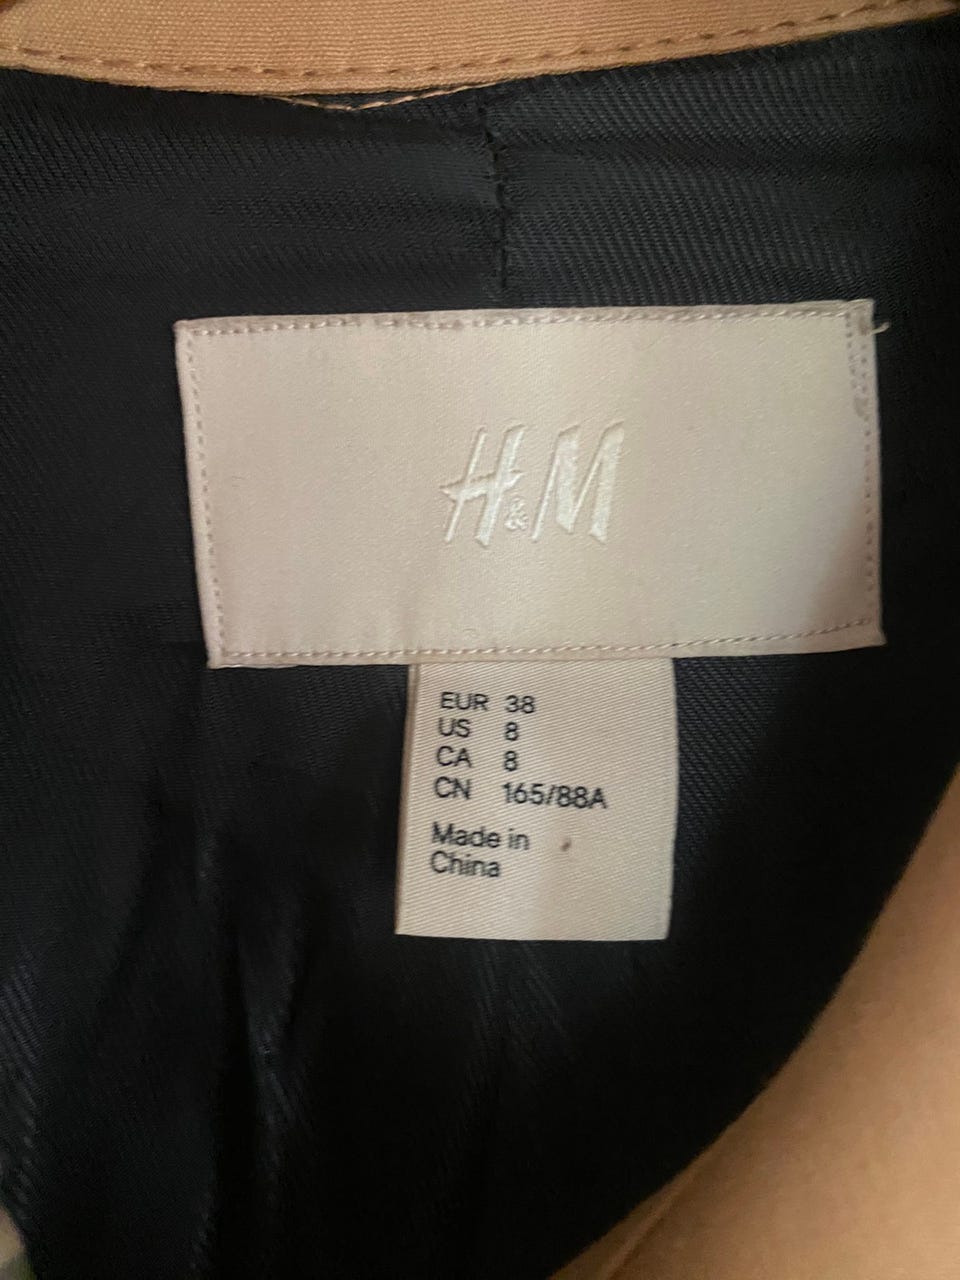 H&M
EUR 38
US 8
CA 8
CN 165/88A
Made in
China